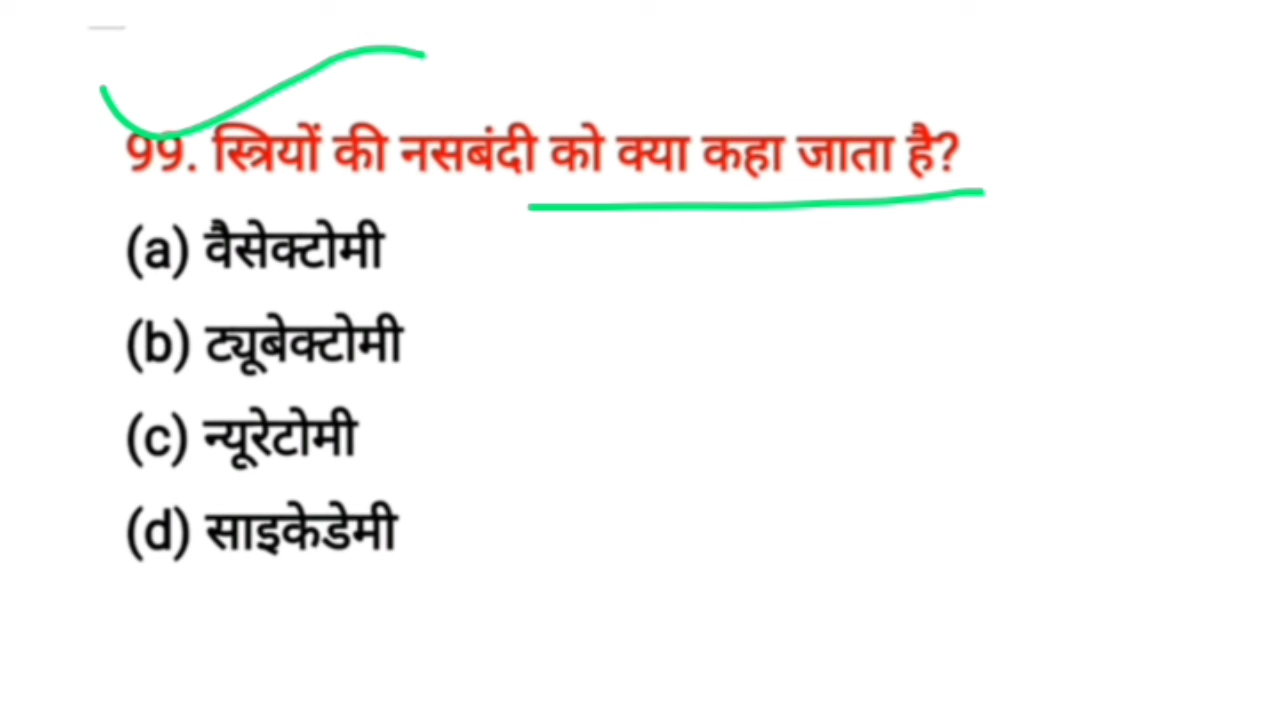 99. स्त्रियों की नसबंदी को क्या कहा जाता है?
(a) वैसेक्टोमी
(b) ट्यूबेक्टोमी
(c) न्यूरेटोमी
(d) साइकेडेमी